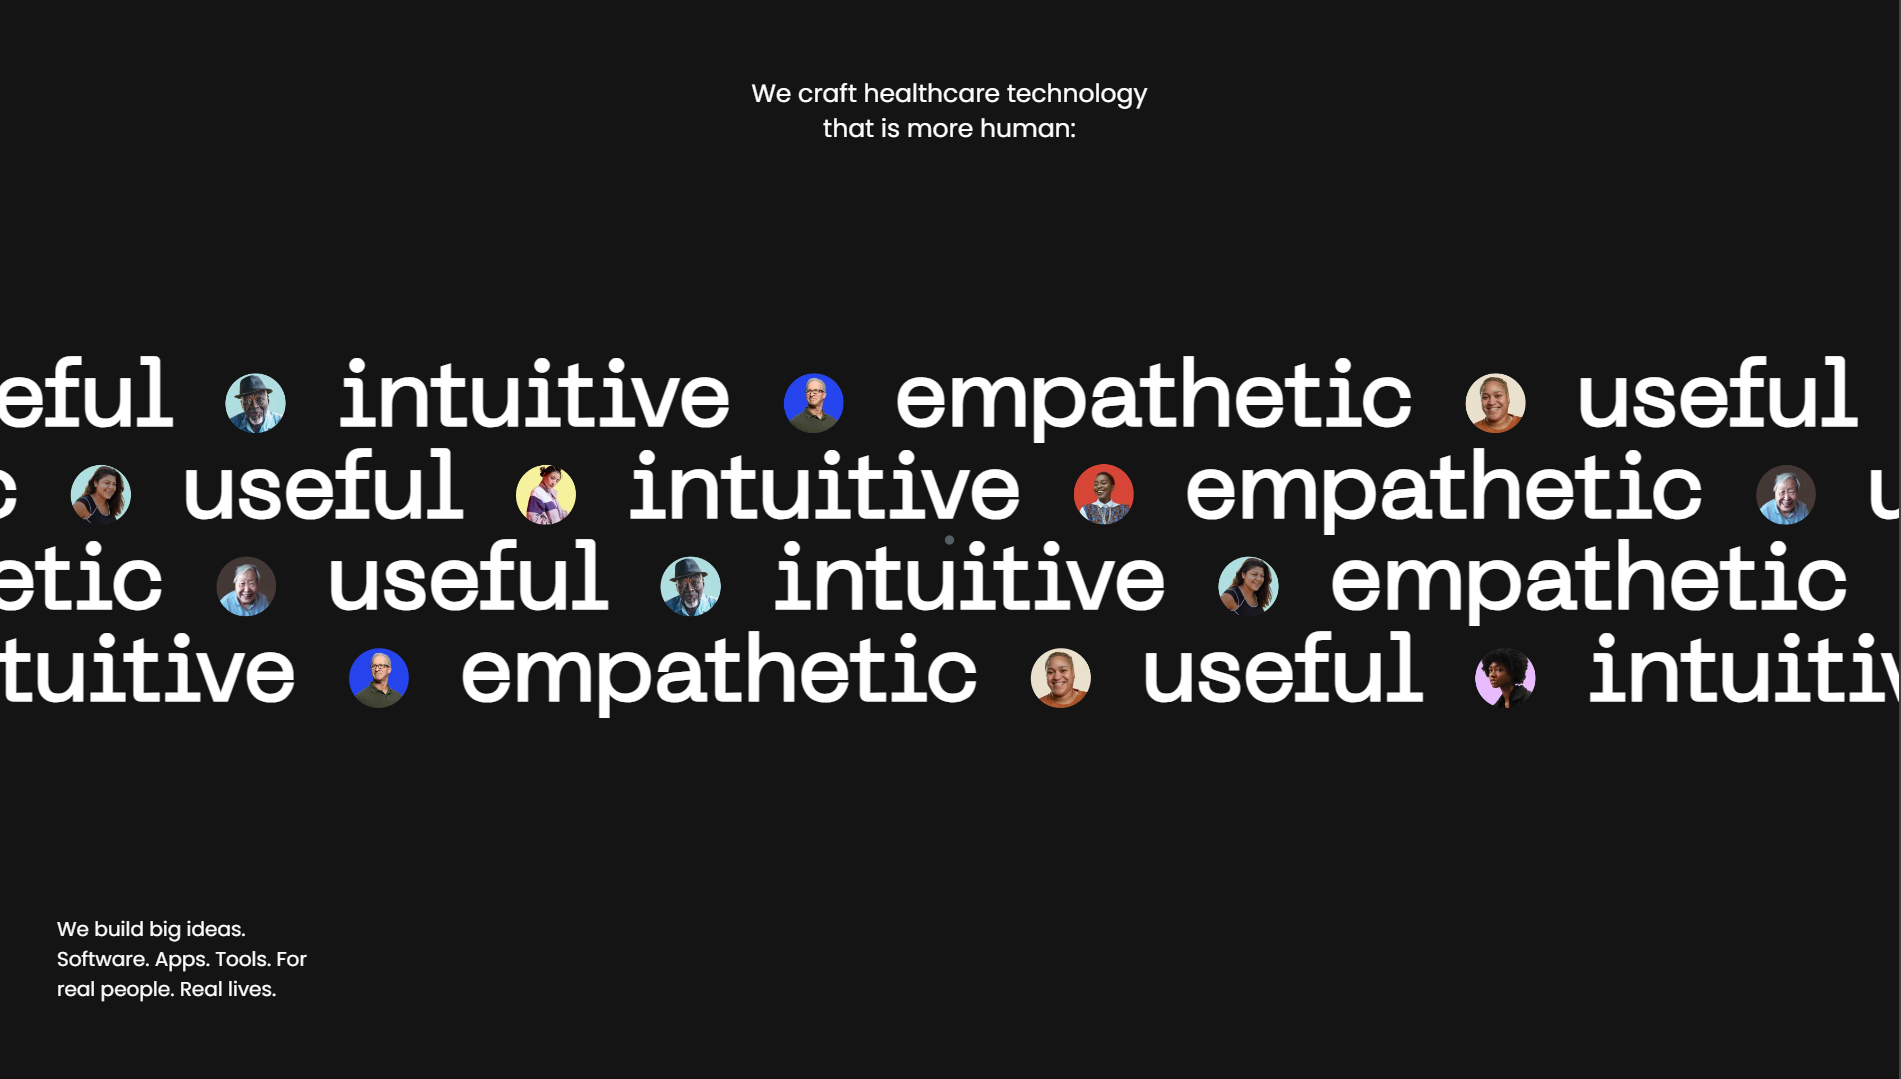 We craft healthcare technology
that is more human:
eful intuitive empathetic useful
c useful intuitive empathetic u
etic useful intuitive empathetic
tuitive empathetic useful intuitiv
We build big ideas.
Software. Apps. Tools. For
real people. Real lives.